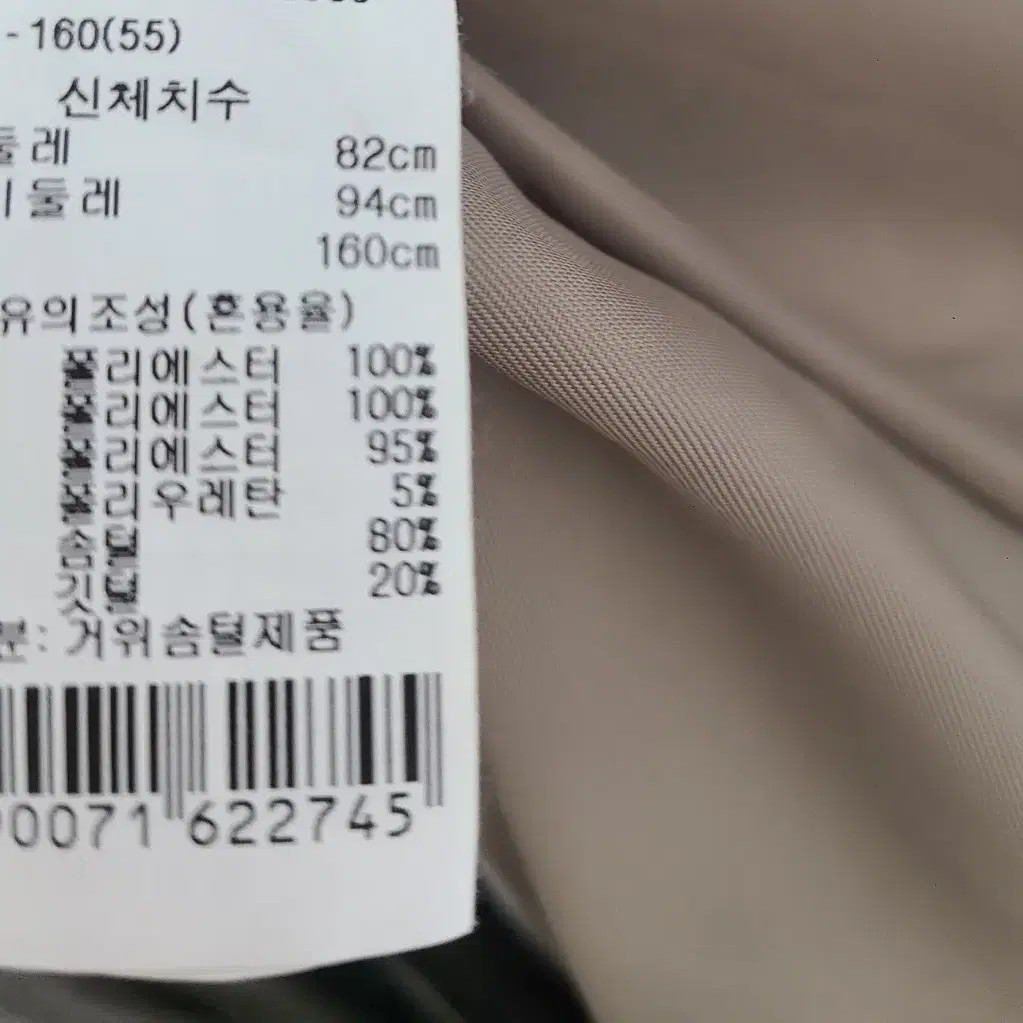 - 160(55)
신체치수
둘레 82cm
둘레 94cm
160cm
유의조성(혼용율)
폴리에스터 100%
폴리에스터 100%
폴리에스터 95%
폴리우레탄 5%
솜털 80%
깃털 20%
분: 거위솜털제품
0071 622745